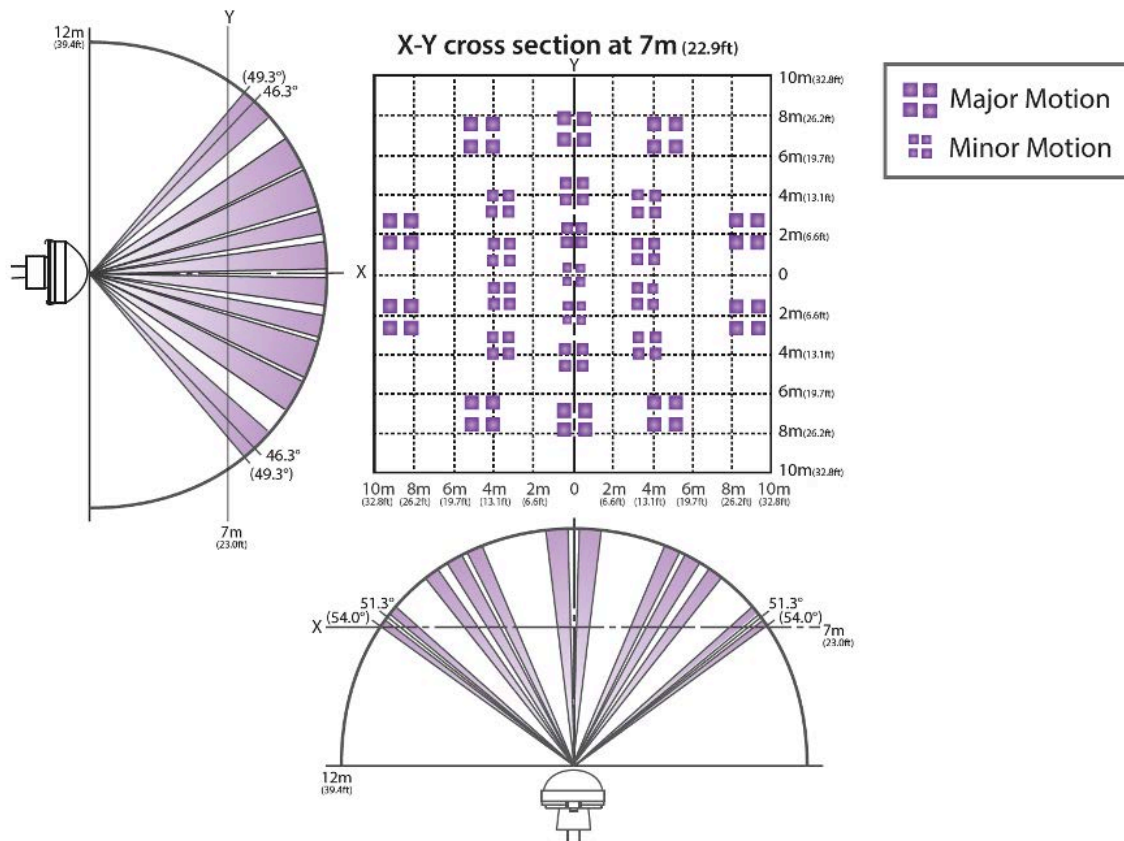 Y
12m
(39.4ft)
(49.3°)
46.3°
46.3°
(49.3°)
7m
(23.0ft)
X-Y cross section at 7m (22.9ft)
Y
X
10m(32.8ft)
8m(26.2ft)
6m(19.7ft)
4m(13.1ft)
2m(6.6ft)
0
2m(6.6ft)
4m(13.1ft)
6m(19.7ft)
8m(26.2ft)
10m(32.8ft)
10m 8m 6m 4m 2m 0 2m 4m 6m 8m 10m
(32.8ft) (26.2ft) (19.7ft) (13.1ft) (6.6ft) (6.6ft) (13.1ft) (19.7ft) (26.2ft) (32.8ft)
Major Motion
Minor Motion
51.3°
(54.0°)
X
51.3°
(54.0°)
7m
(23.0ft)
12m
(39.4ft)